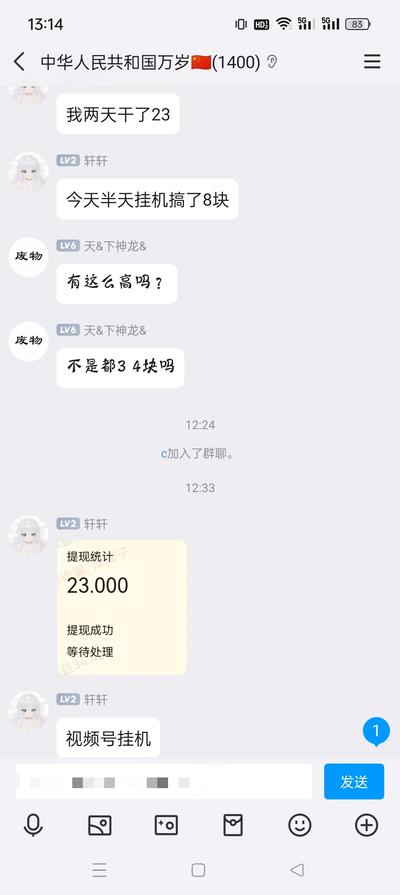 13:14
HD
5G
5G
83
中华人民共和国万岁🇨🇳(1400)
我两天干了23
LV2 轩轩
今天半天挂机搞了8块
废物
LV6 天&下神龙&
有这么高吗？
废物
LV6 天&下神龙&
不是都3 4块吗
12:24
c加入了群聊。
12:33
LV2 轩轩
提现统计
23.000
提现成功
等待处理
LV2 轩轩
视频号挂机
1
发送